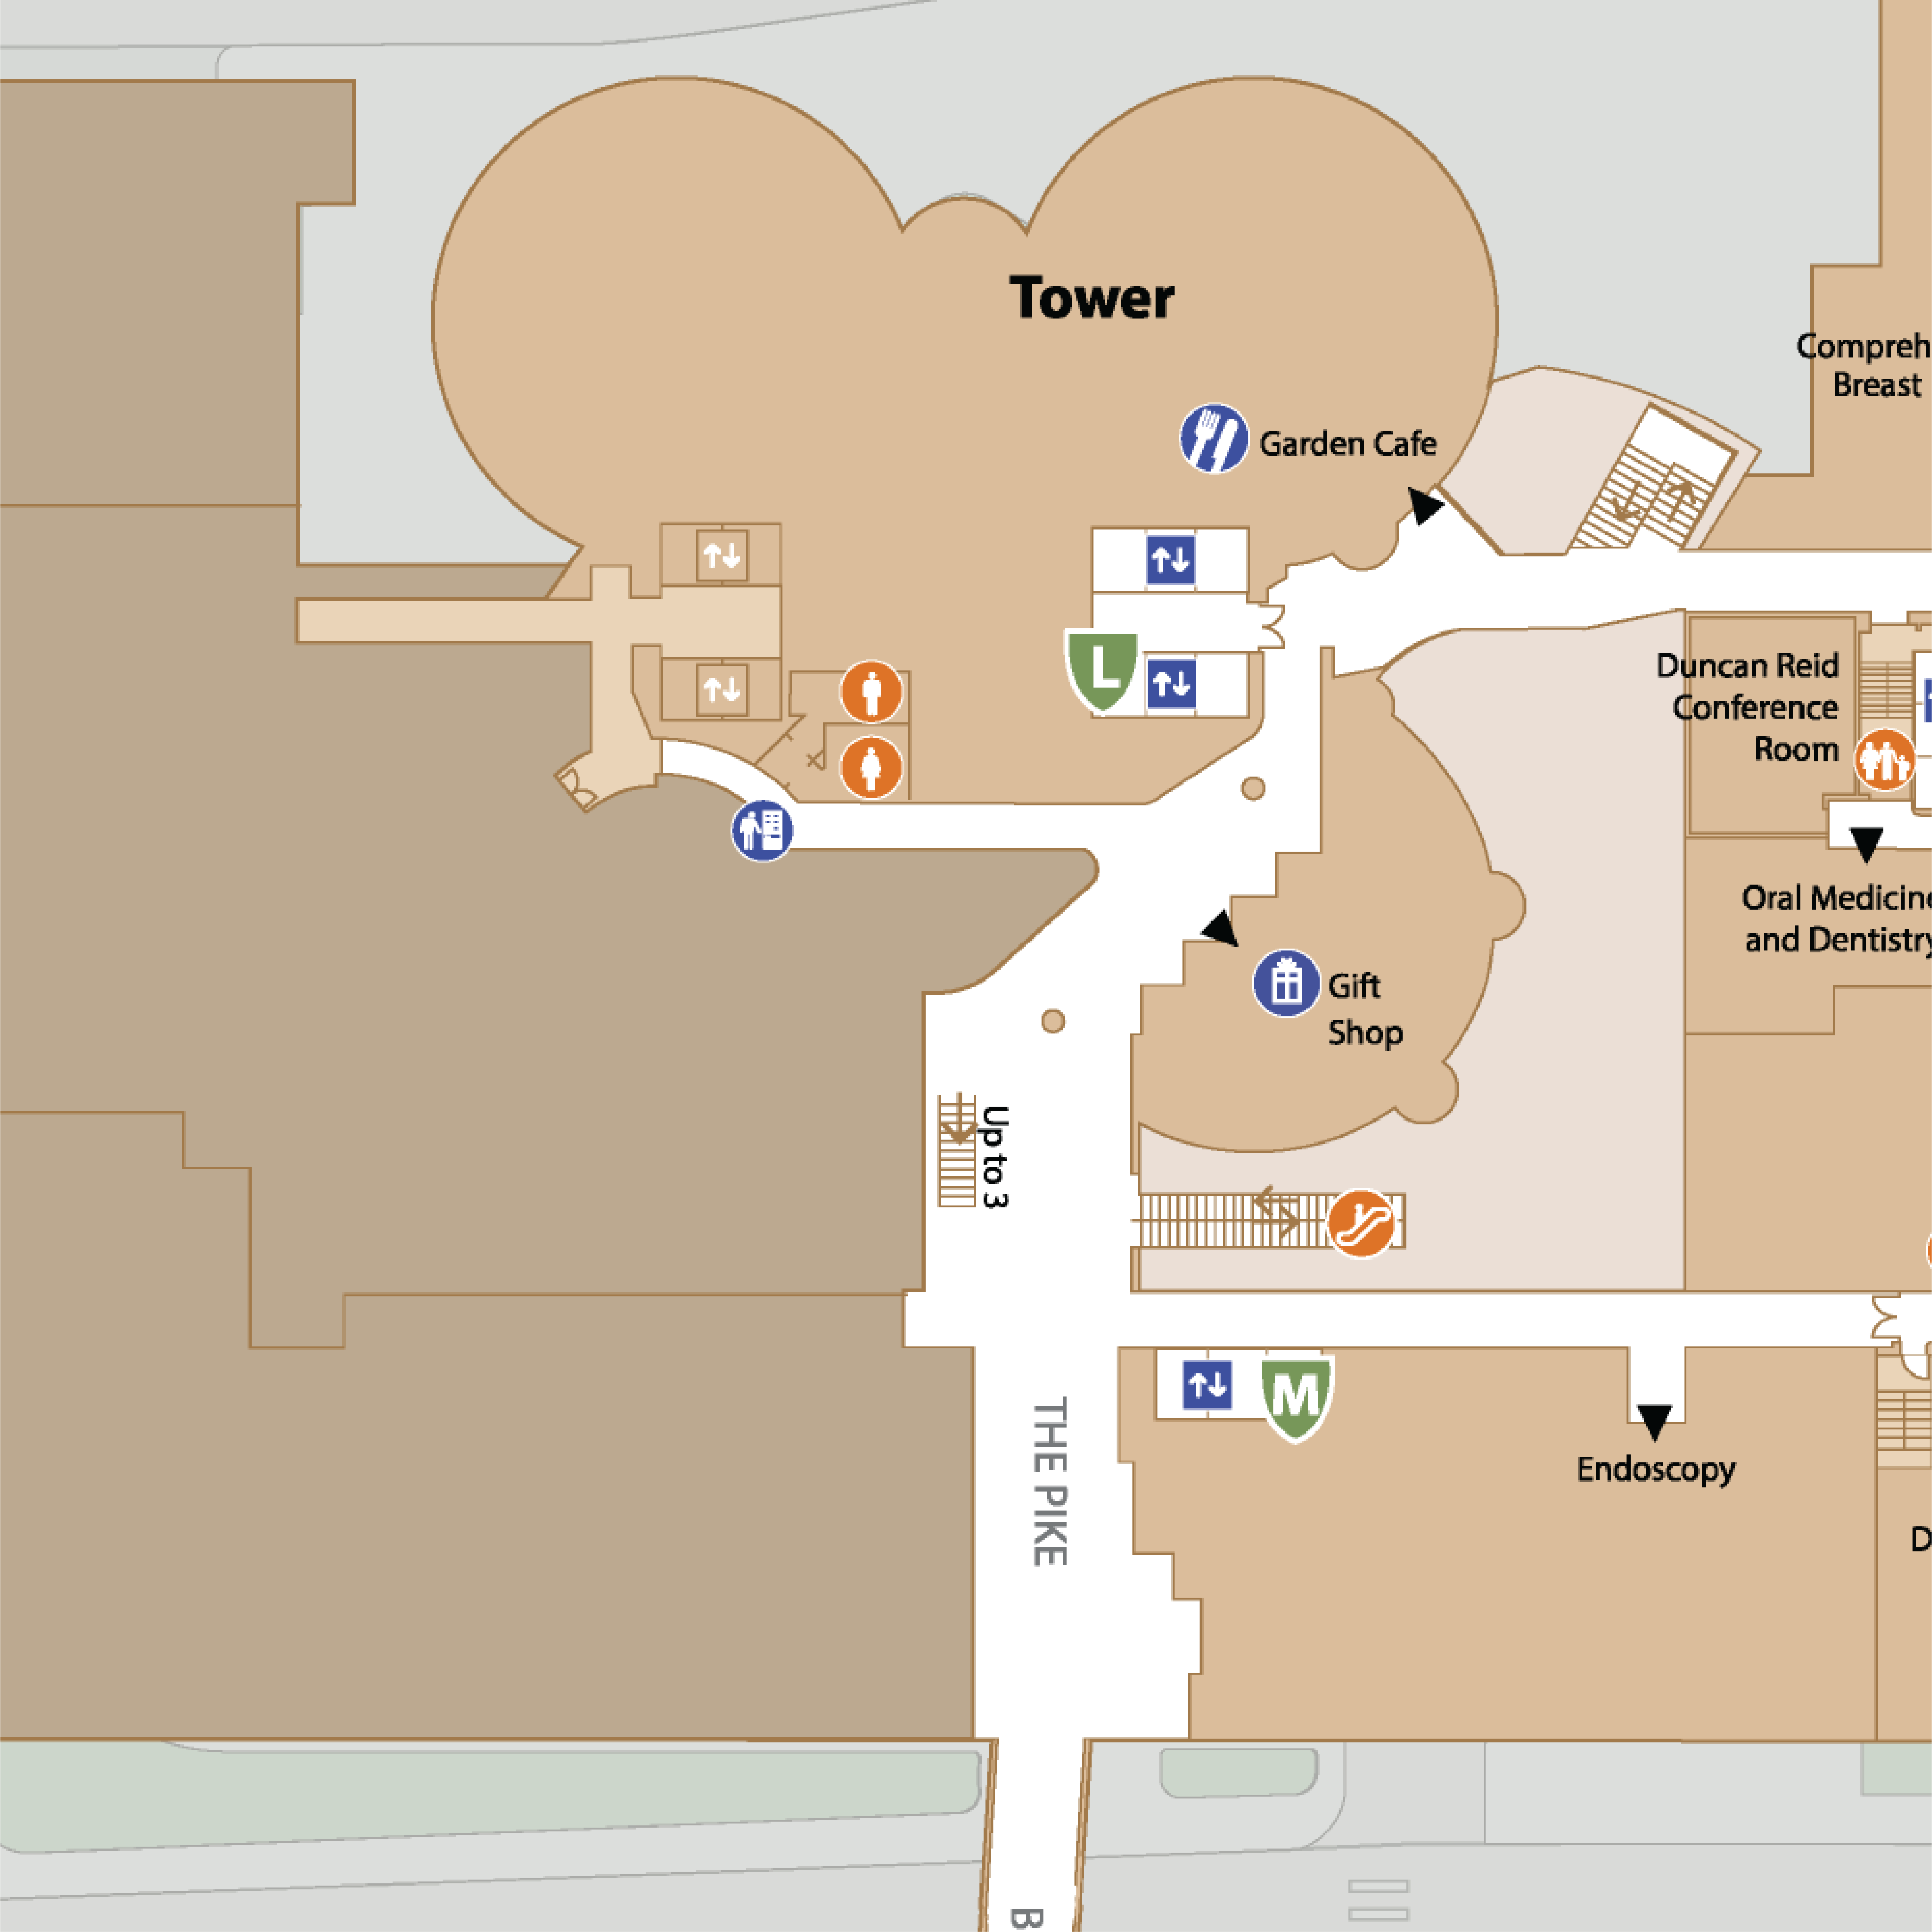 Tower
Compreh
Breast
Garden Cafe
L
Duncan Reid
Conference
Room
Oral Medicine
and Dentistry
Gift
Shop
Up to 3
M
THE PIKE
Endoscopy
D
B